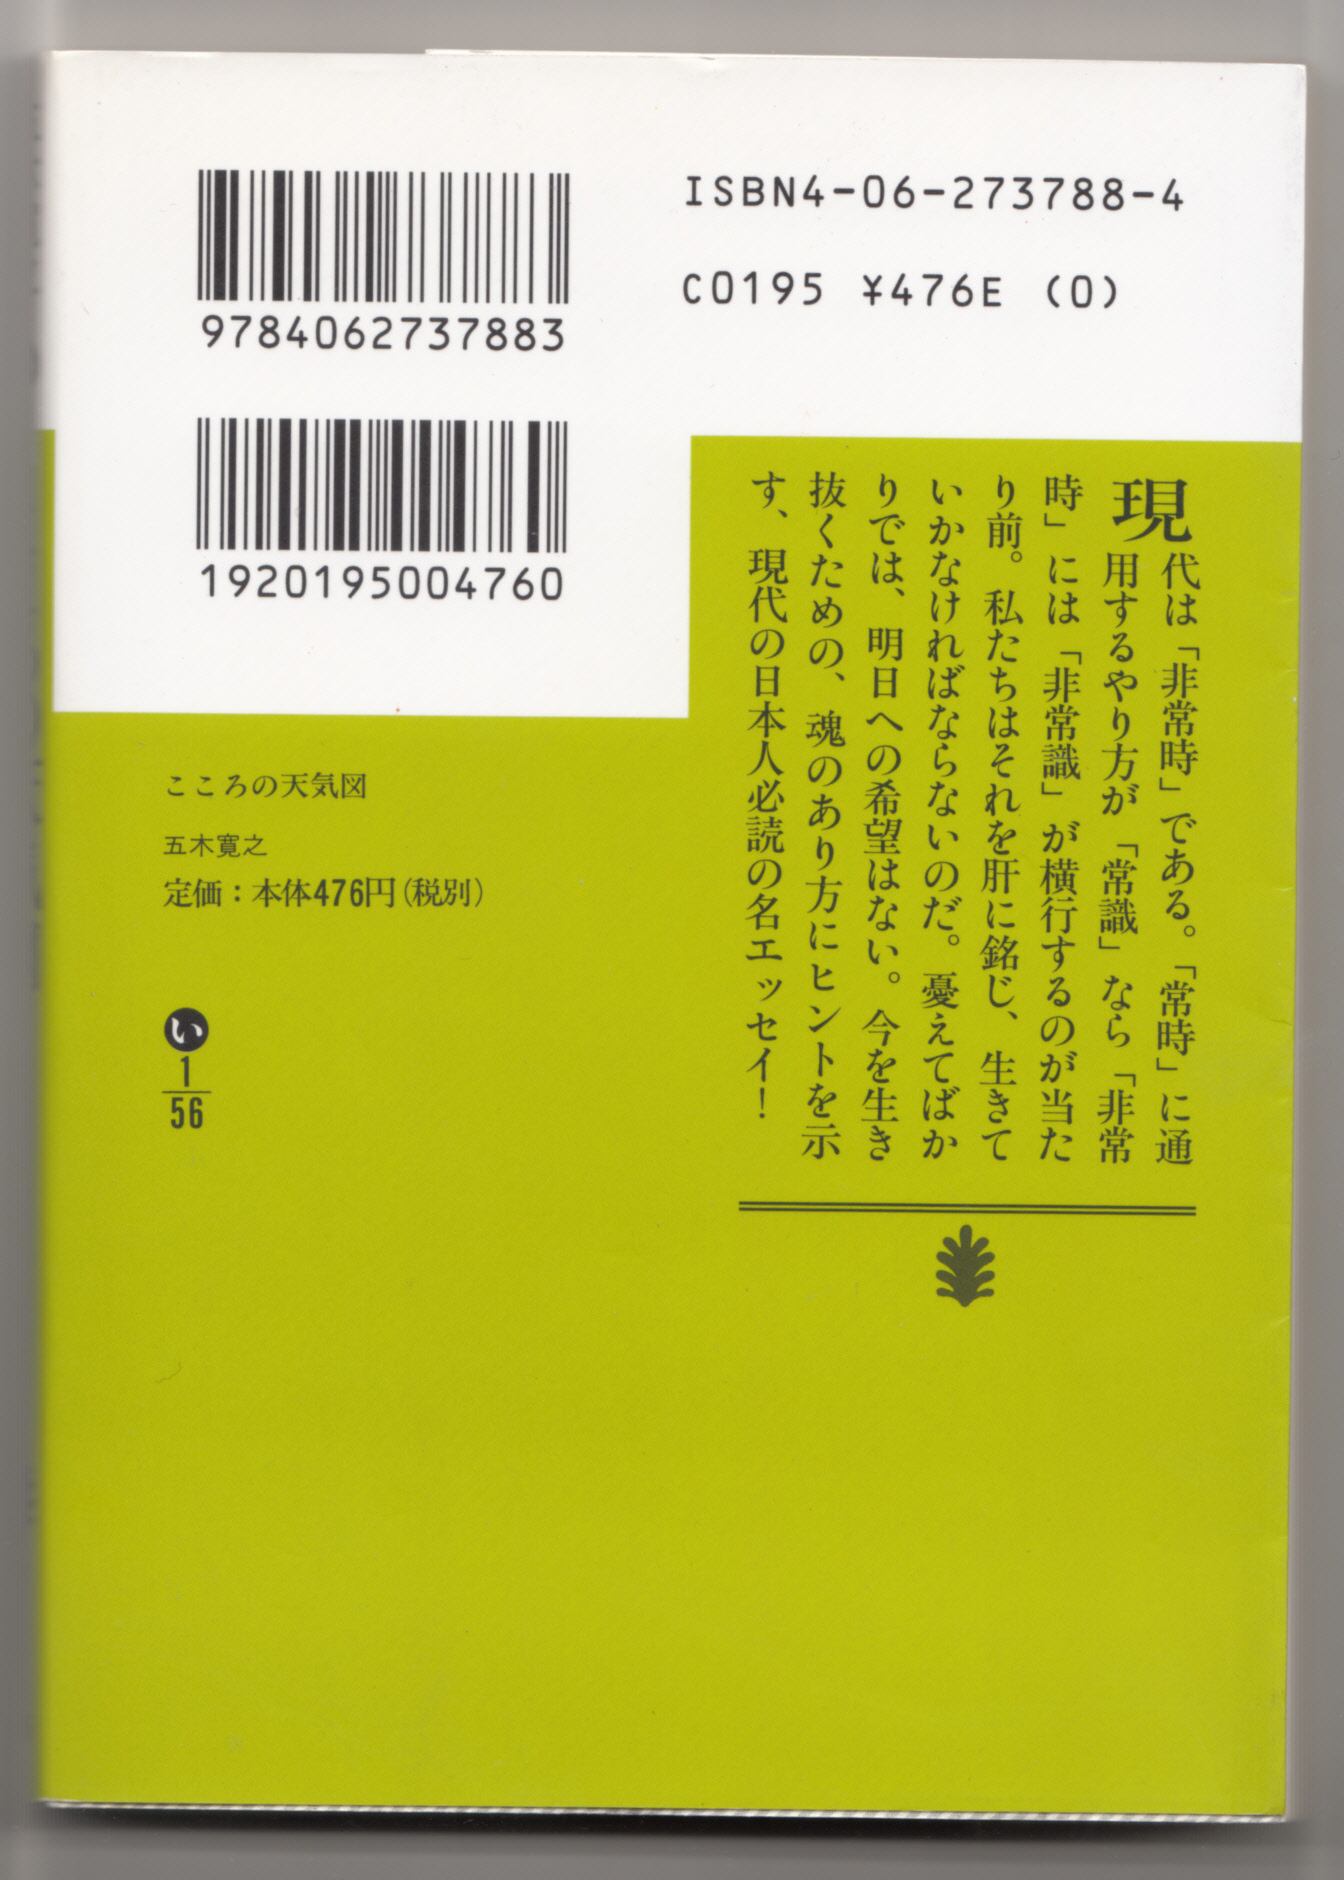 ISBN4-06-273788-4
C0195 ¥476E (0)
9784062737883
1920195004760
現代は「非常時」である。「常時」に通
用するやり方が「常識」なら「非常
時」には「非常識」が横行するのが当た
り前。私たちはそれを肝に銘じ、生きて
いかなければならないのだ。憂えてばか
りでは、明日への希望はない。今を生き
抜くための、魂のあり方にヒントを示
す、現代の日本人必読の名エッセイ!
こころの天気図
五木寛之
定価:本体476円(税別)
い
1
56